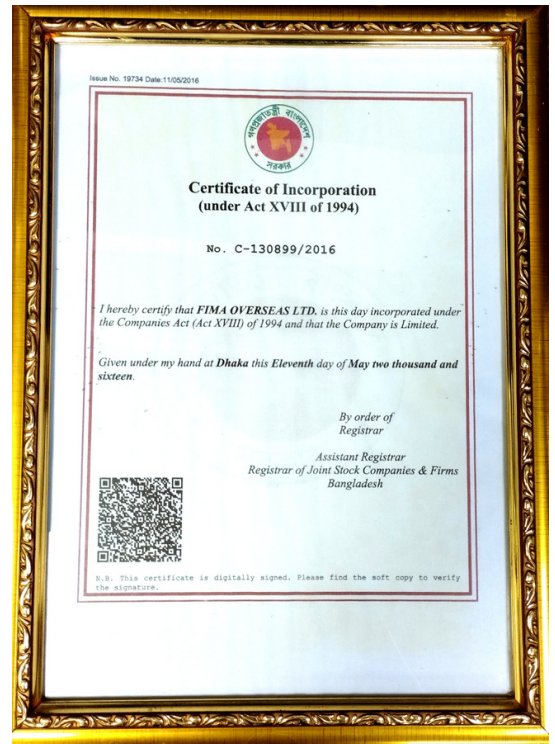 Issue No. 19734 Date:11/05/2016
গণপ্রজাতন্ত্রী বাংলাদেশ
সরকার
Certificate of Incorporation
(under Act XVIII of 1994)
No. C-130899/2016
I hereby certify that FIMA OVERSEAS LTD. is this day incorporated under
the Companies Act (Act XVIII) of 1994 and that the Company is Limited.
Given under my hand at Dhaka this Eleventh day of May two thousand and
sixteen.
By order of
Registrar
Assistant Registrar
Registrar of Joint Stock Companies & Firms
Bangladesh
N.B. This certificate is digitally signed. Please find the soft copy to verify
the signature.